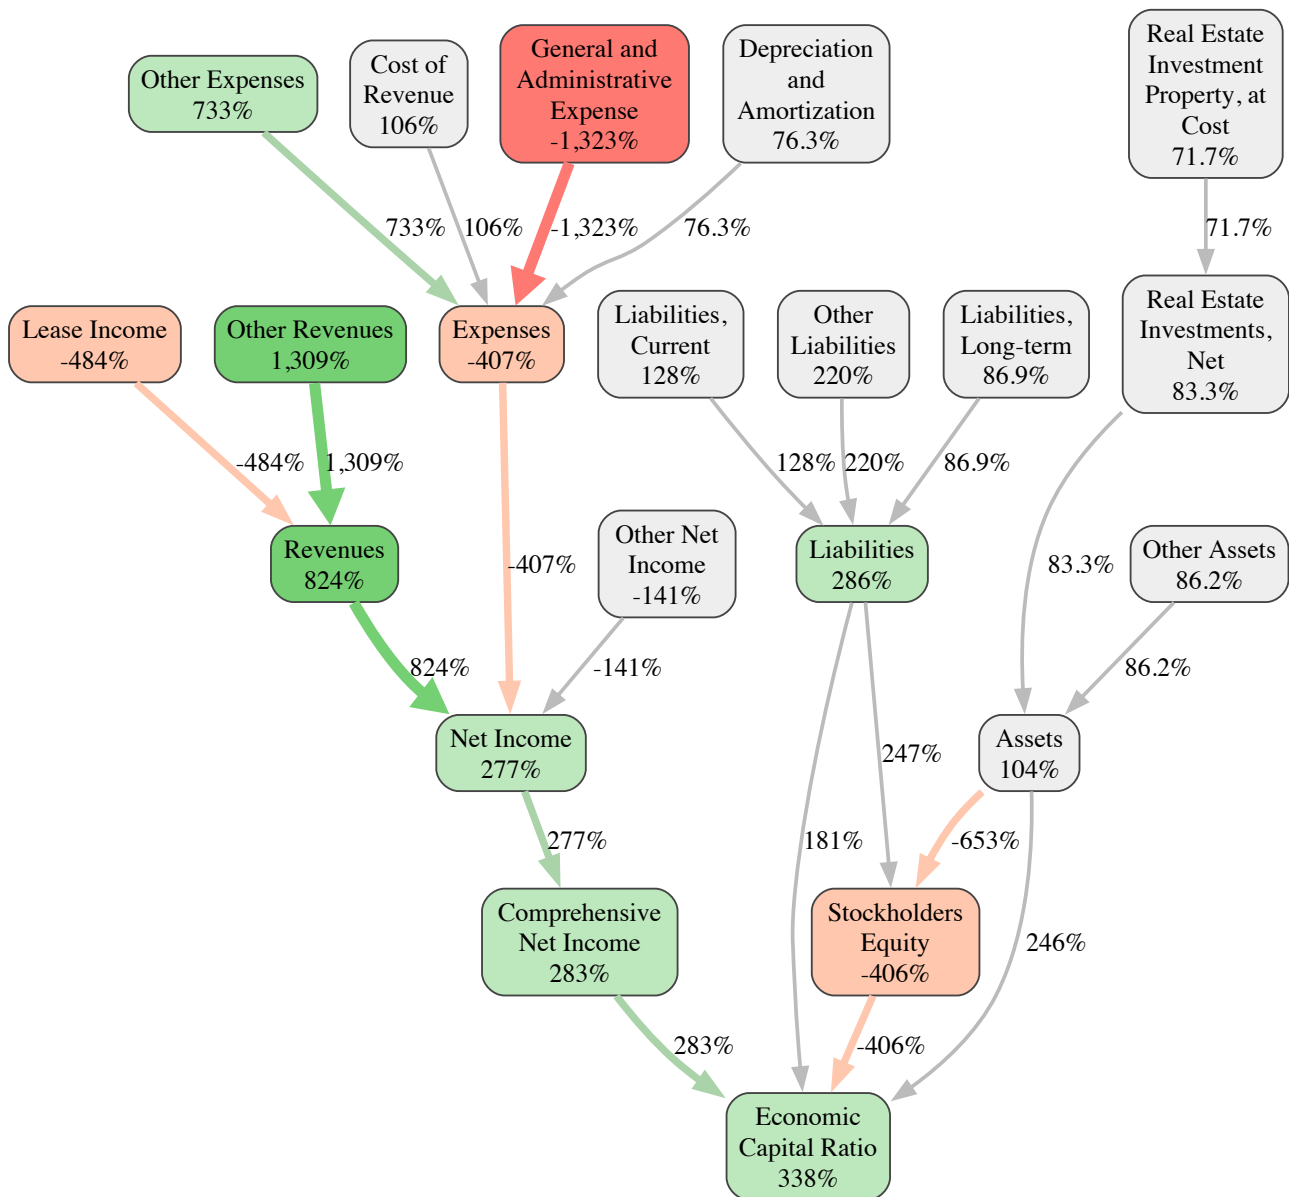 Other Expenses
733%
Cost of
Revenue
106%
General and
Administrative
Expense
-1,323%
Depreciation
and
Amortization
76.3%
Real Estate
Investment
Property, at
Cost
71.7%
733%
106%
-1,323%
76.3%
71.7%
Lease Income
-484%
Other Revenues
1,309%
Expenses
-407%
Liabilities,
Current
128%
Other
Liabilities
220%
Liabilities,
Long-term
86.9%
Real Estate
Investments,
Net
83.3%
-484%
1,309%
128%
220%
86.9%
Revenues
824%
-407%
Other Net
Income
-141%
Liabilities
286%
83.3%
Other Assets
86.2%
824%
-141%
86.2%
Net Income
277%
247%
Assets
104%
277%
181%
-653%
Comprehensive
Net Income
283%
Stockholders
Equity
-406%
246%
283%
-406%
Economic
Capital Ratio
338%